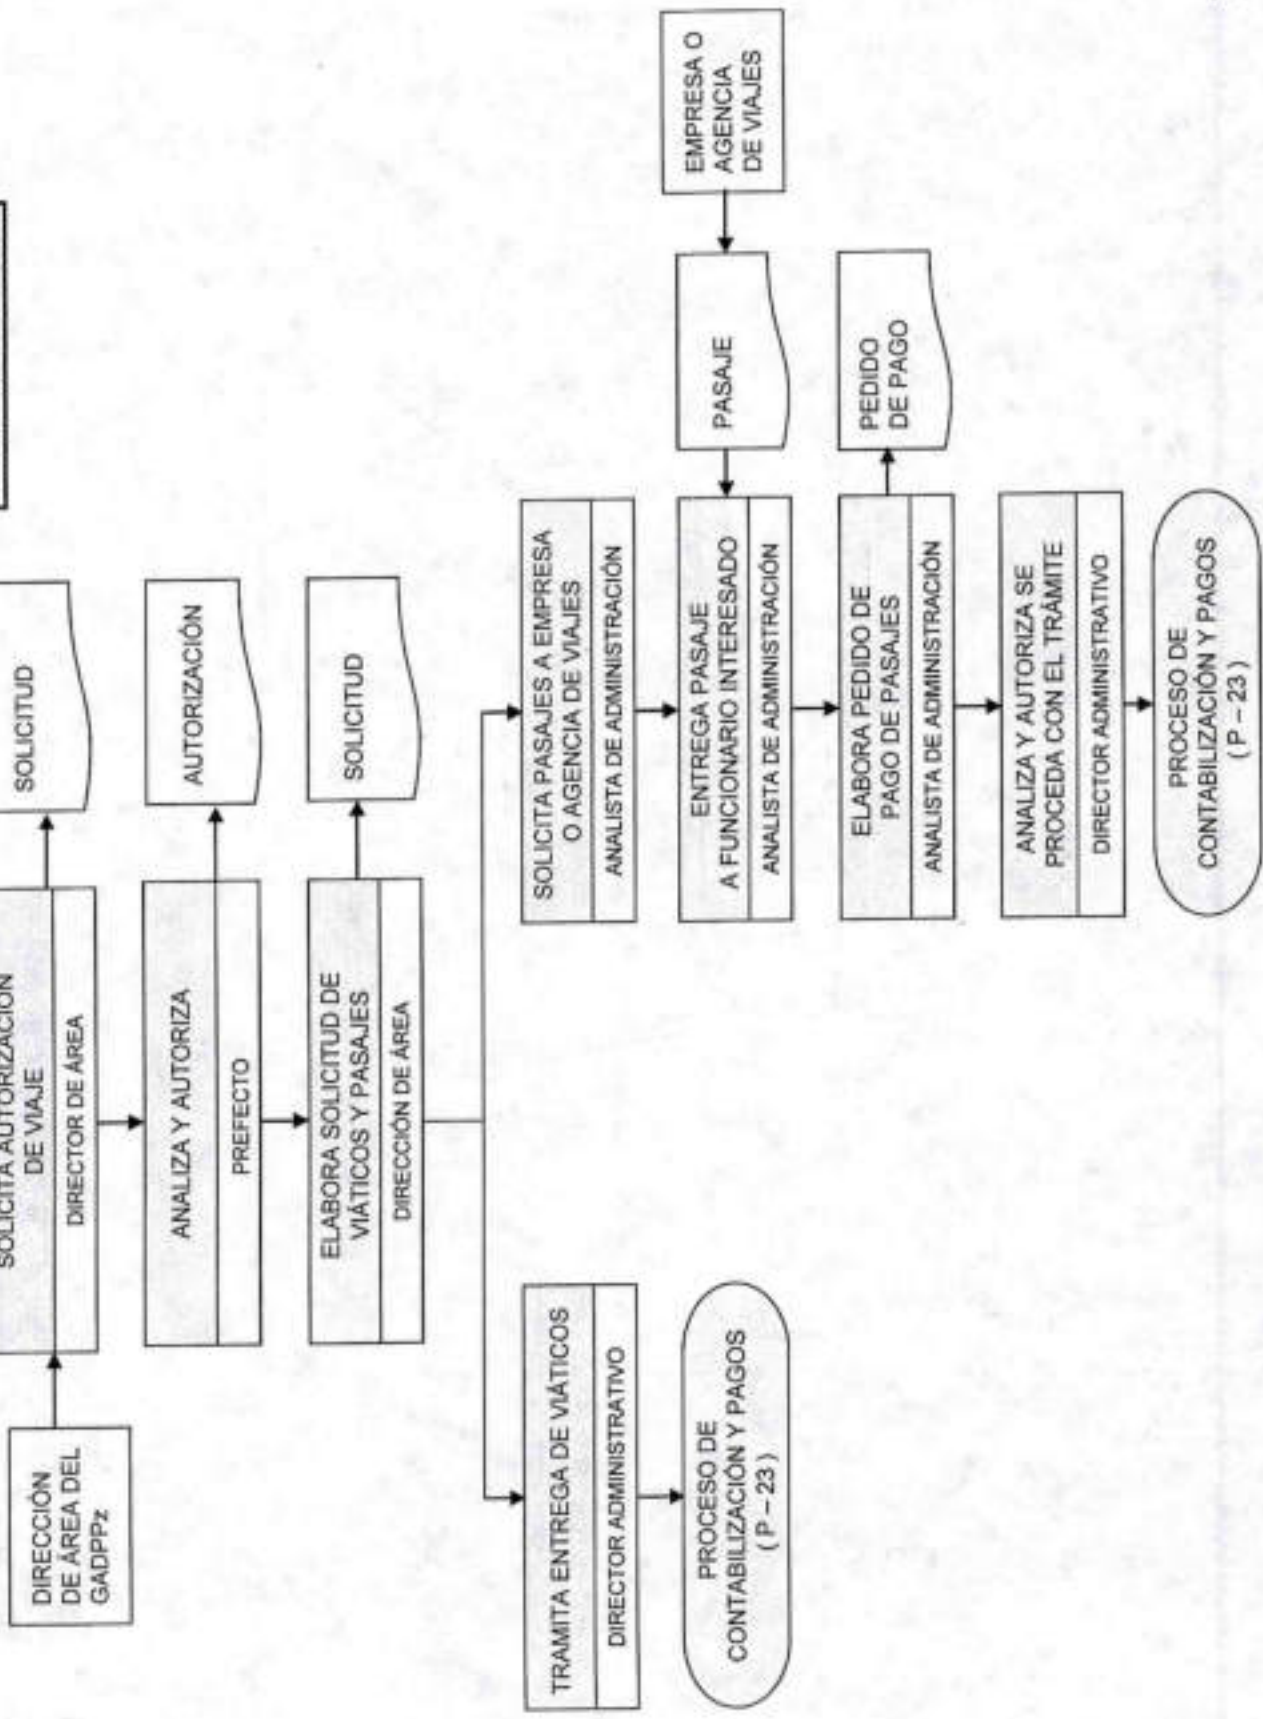 SOLICITA AUTORIZACIÓN
DE VIAJE
DIRECTOR DE ÁREA
SOLICITUD
DIRECCIÓN
DE ÁREA DEL
GADPPz
ANALIZA Y AUTORIZA
PREFECTO
AUTORIZACIÓN
ELABORA SOLICITUD DE
VIÁTICOS Y PASAJES
DIRECCIÓN DE ÁREA
SOLICITUD
TRAMITA ENTREGA DE VIÁTICOS
DIRECTOR ADMINISTRATIVO
PROCESO DE
CONTABILIZACIÓN Y PAGOS
( P – 23 )
SOLICITA PASAJES A EMPRESA
O AGENCIA DE VIAJES
ANALISTA DE ADMINISTRACIÓN
ENTREGA PASAJE
A FUNCIONARIO INTERESADO
ANALISTA DE ADMINISTRACIÓN
PASAJE
EMPRESA O
AGENCIA
DE VIAJES
ELABORA PEDIDO DE
PAGO DE PASAJES
ANALISTA DE ADMINISTRACIÓN
PEDIDO
DE PAGO
ANALIZA Y AUTORIZA SE
PROCEDA CON EL TRÁMITE
DIRECTOR ADMINISTRATIVO
PROCESO DE
CONTABILIZACIÓN Y PAGOS
( P – 23 )